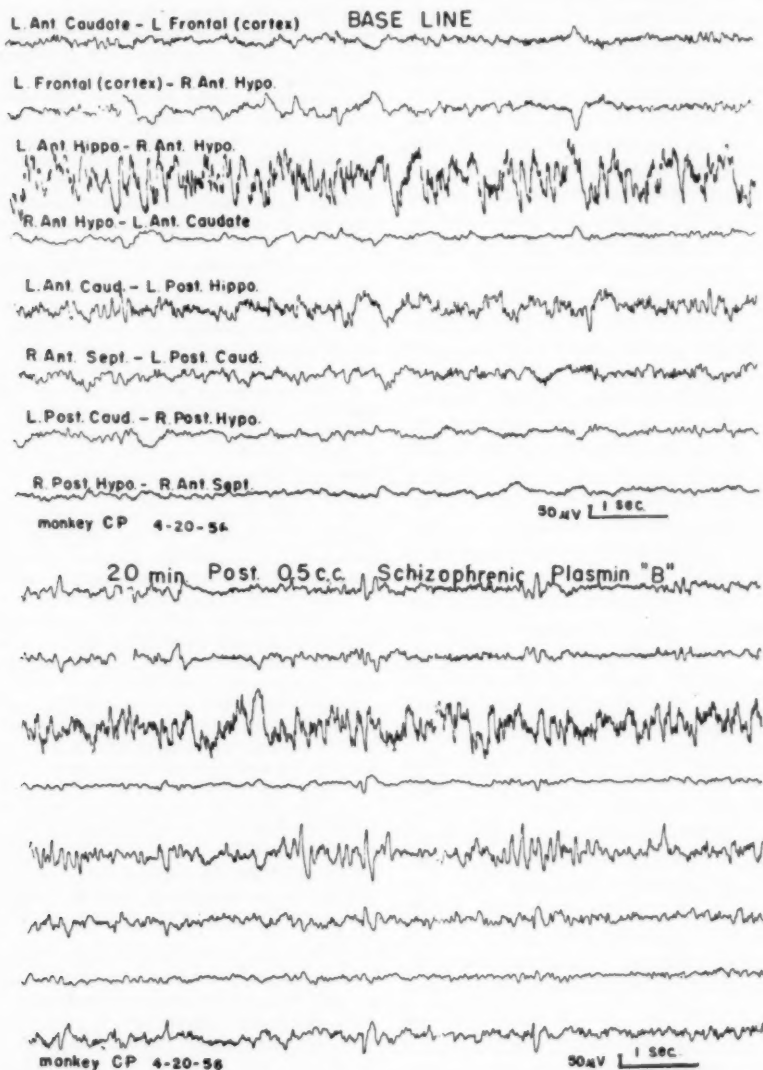 BASE LINE
L. Ant Caudate - L Frontal (cortex)
L. Frontal (cortex) - R. Ant. Hypo.
L. Ant Hippo. - R. Ant. Hypo.
R. Ant Hypo. - L. Ant. Caudate
L. Ant. Caud. - L. Post. Hippo.
R. Ant. Sept. - L. Post. Caud.
L. Post. Caud. - R. Post. Hypo.
R. Post. Hypo. - R. Ant. Sept.
50 µV 1 sec.
monkey CP 4-20-56
20 min. Post. 0.5 c.c. Schizophrenic Plasmin "B"
monkey CP 4-20-56
50 µV 1 sec.